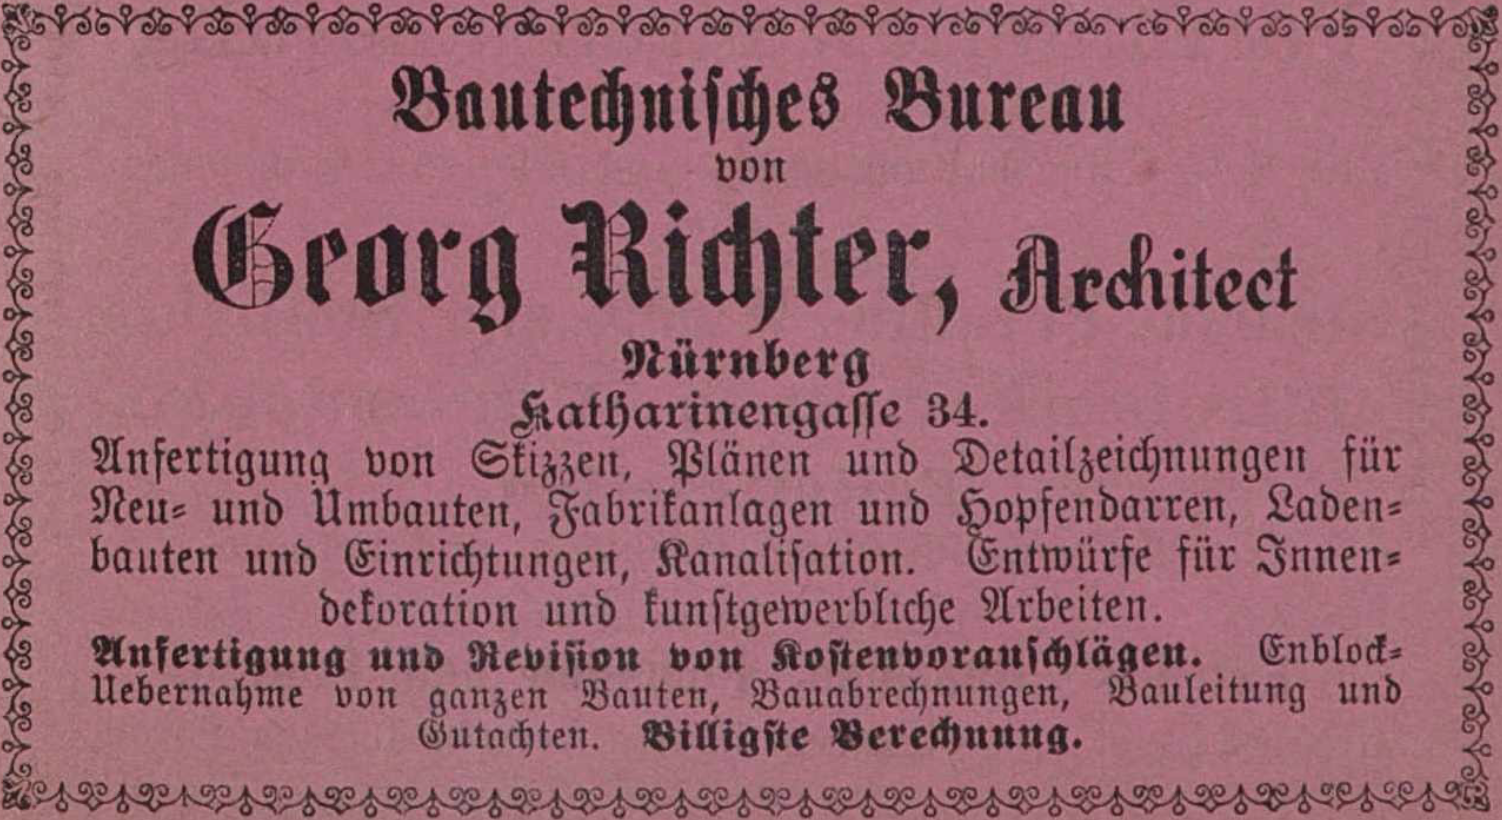 Bautechnisches Bureau
von
Georg Richter, Architect
Nürnberg
Katharinengasse 34.
Anfertigung von Skizzen, Plänen und Detailzeichnungen für
Neu- und Umbauten, Fabrikanlagen und Hopfendarren, Laden-
bauten und Einrichtungen, Kanalisation. Entwürfe für Innen-
dekoration und kunstgewerbliche Arbeiten.
Anfertigung und Revision von Kostenvoranschlägen. Enblock-
Uebernahme von ganzen Bauten, Bauabrechnungen, Bauleitung und
Gutachten. Billigste Berechnung.